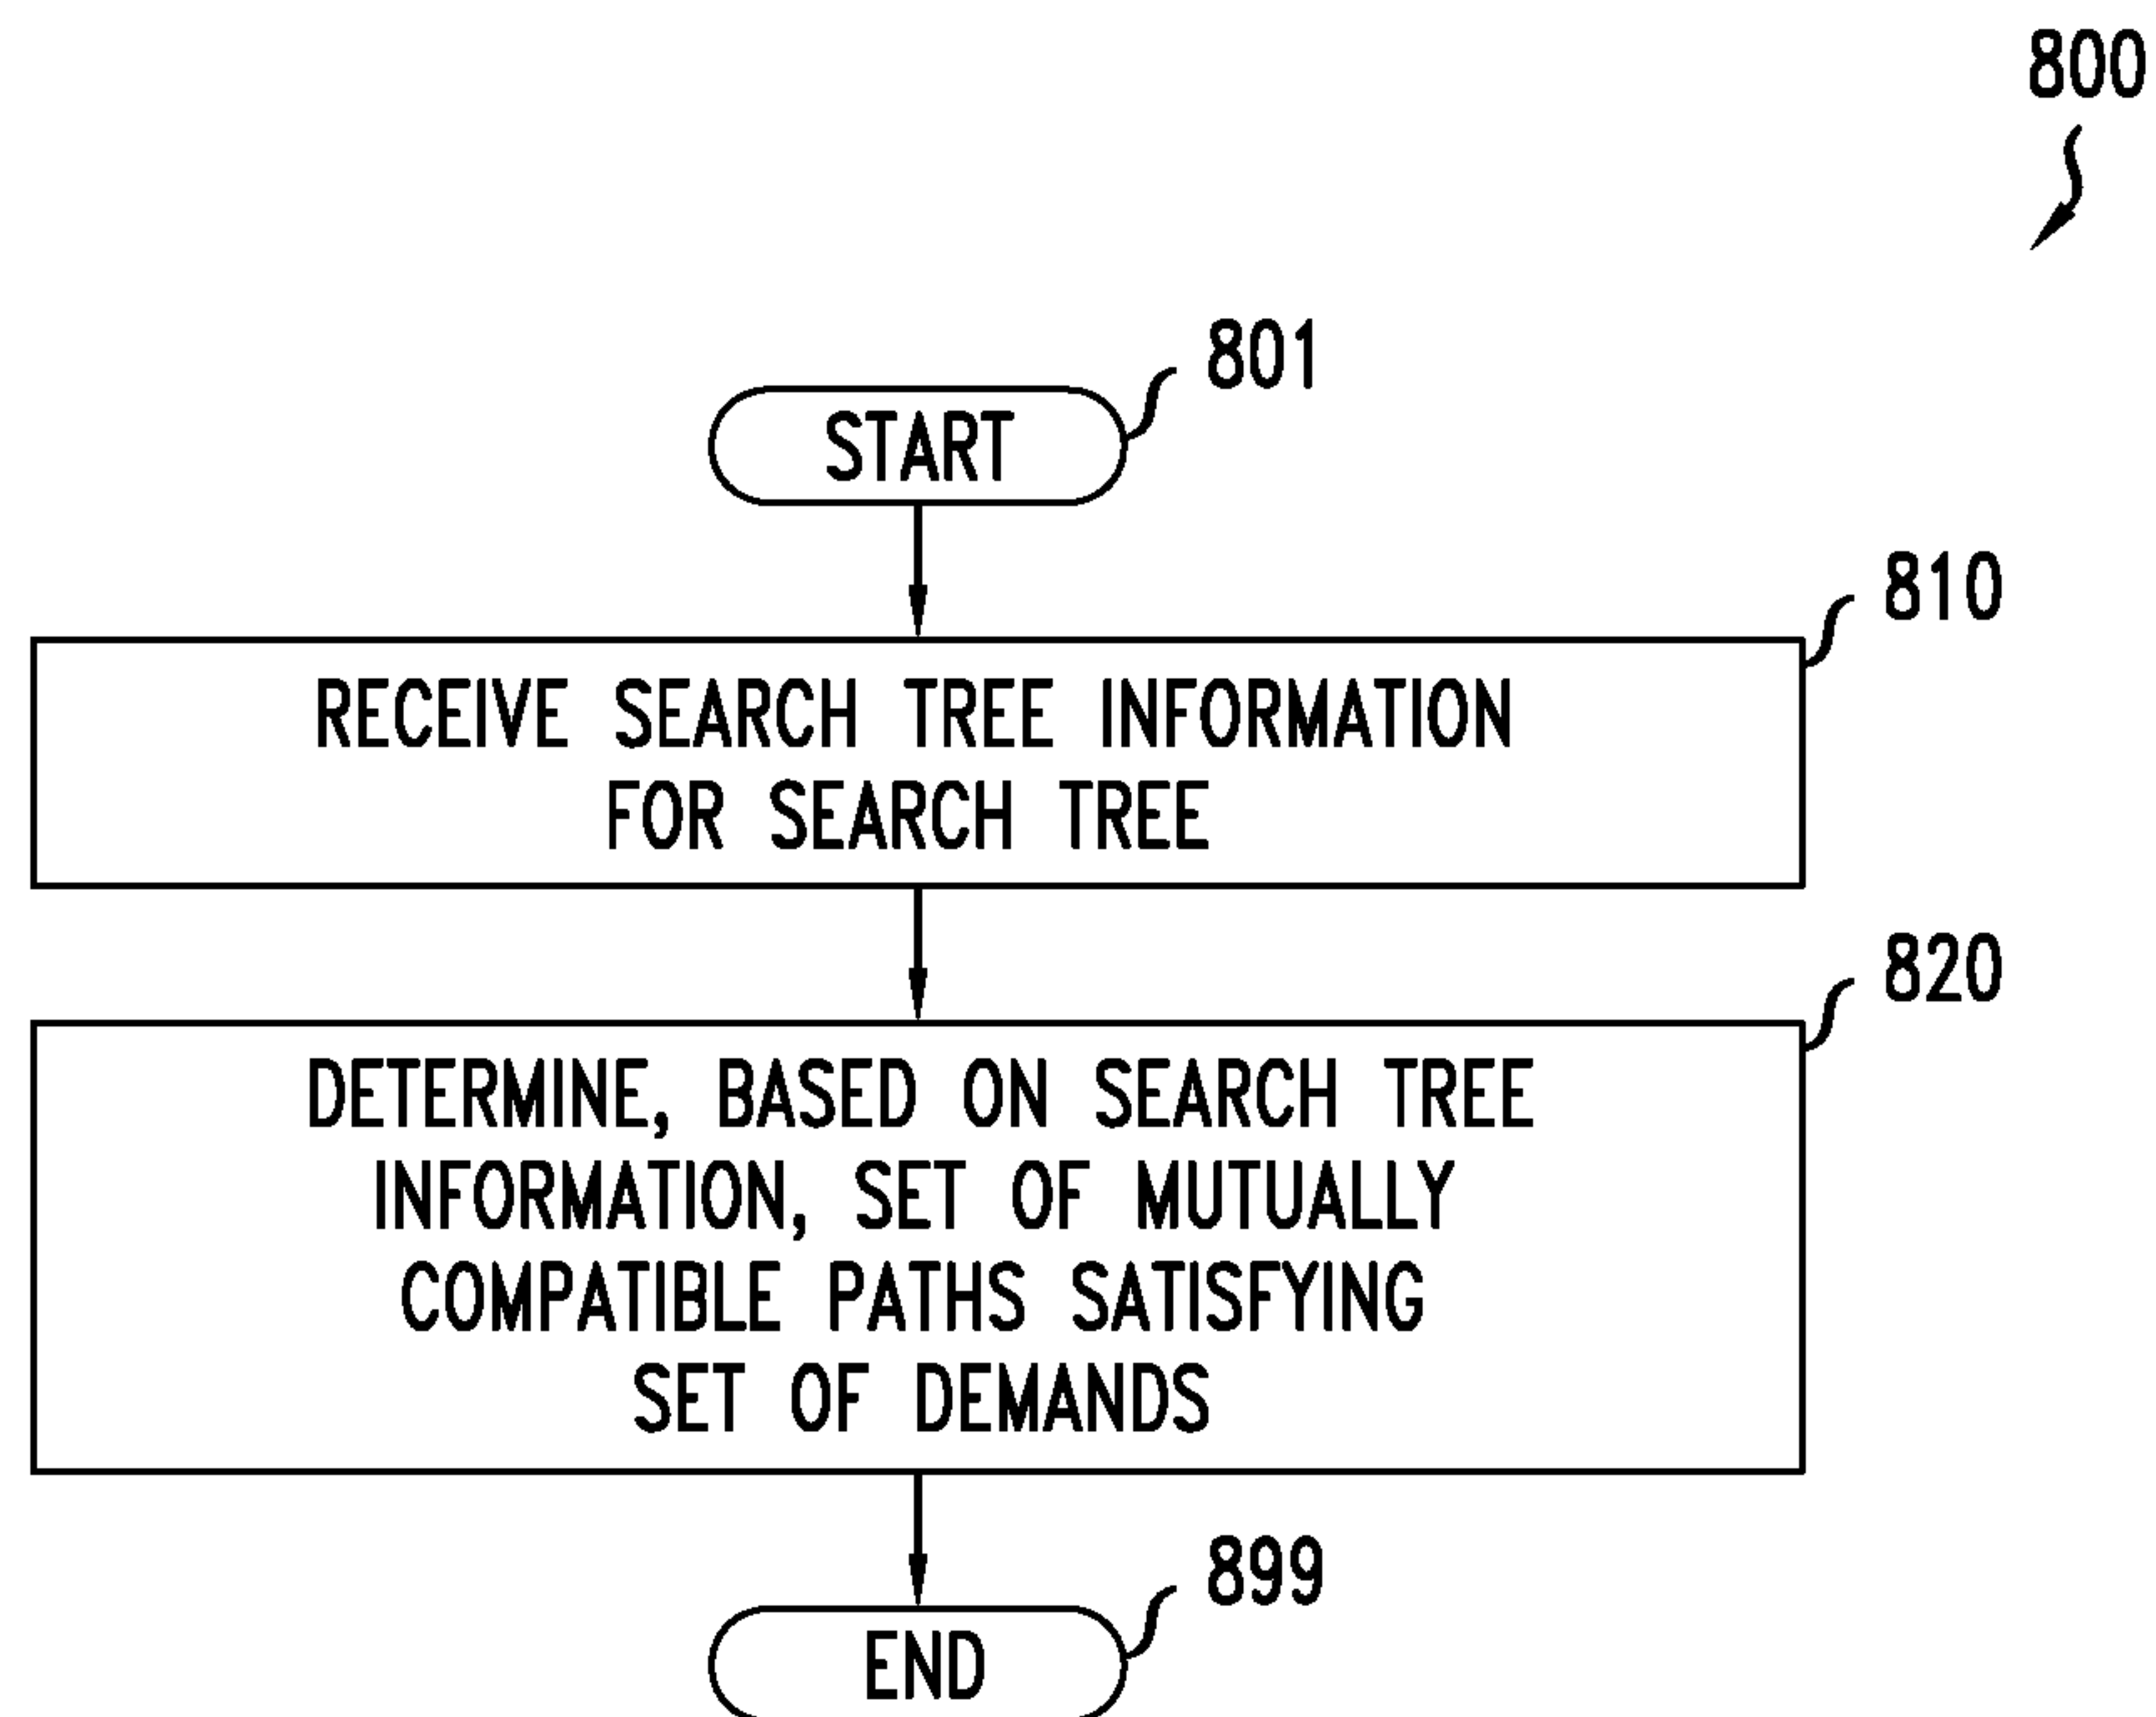 800
801
START
810
RECEIVE SEARCH TREE INFORMATION
FOR SEARCH TREE
820
DETERMINE, BASED ON SEARCH TREE
INFORMATION, SET OF MUTUALLY
COMPATIBLE PATHS SATISFYING
SET OF DEMANDS
899
END